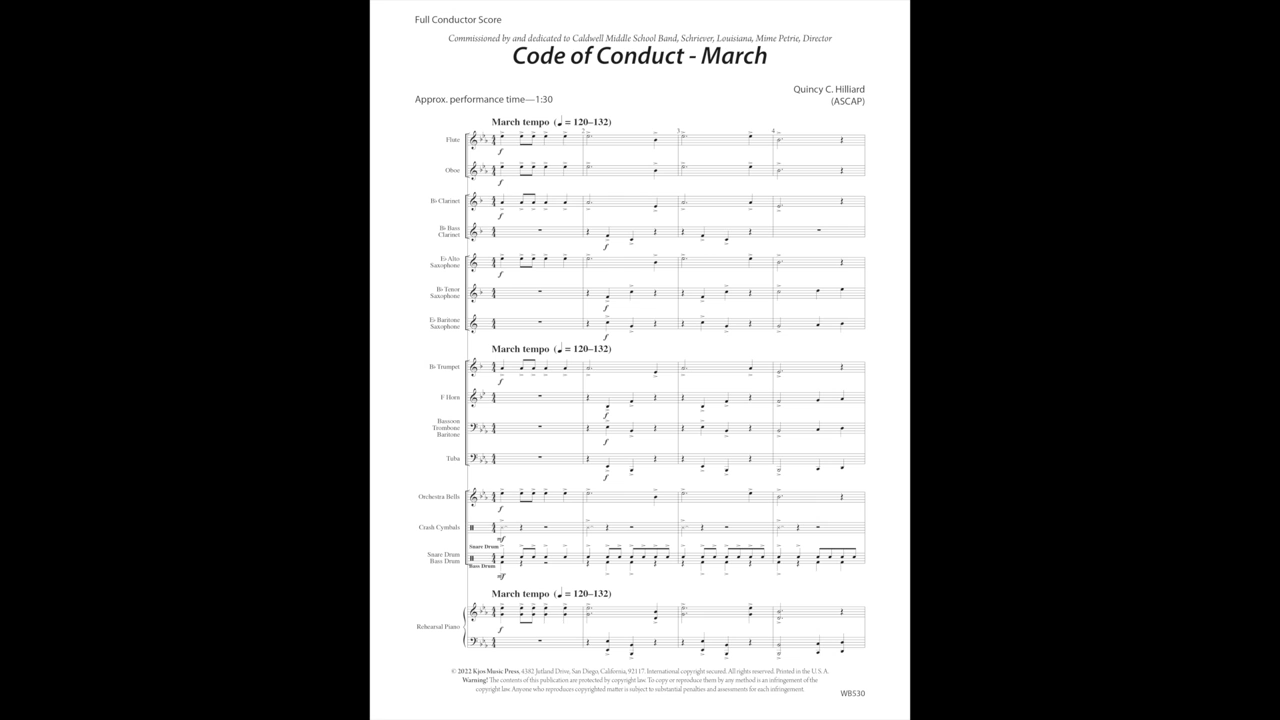 Full Conductor Score
Commissioned by and dedicated to Caldwell Middle School Band, Schriever, Louisiana, Mime Petrie, Director
Code of Conduct - March
Quincy C. Hilliard
Approx. performance time—1:30
(ASCAP)
March tempo (♩ = 120–132)
2
3
4
Flute
f
Oboe
f
B♭ Clarinet
f
B♭ Bass
Clarinet
f
E♭ Alto
Saxophone
f
B♭ Tenor
Saxophone
f
E♭ Baritone
Saxophone
f
March tempo (♩ = 120–132)
B♭ Trumpet
f
F Horn
f
Bassoon
Trombone
Baritone
f
Tuba
f
Orchestra Bells
f
Crash Cymbals
mf
Snare Drum
Snare Drum
Bass Drum
Bass Drum
mf
March tempo (♩ = 120–132)
Rehearsal Piano
f
© 2022 Kjos Music Press, 4382 Jutland Drive, San Diego, California, 92117. International copyright secured. All rights reserved. Printed in the U. S. A.
Warning! The contents of this publication are protected by copyright law. To copy or reproduce them by any method is an infringement of the
copyright law. Anyone who reproduces copyrighted matter is subject to substantial penalties and assessments for each infringement.
WB530